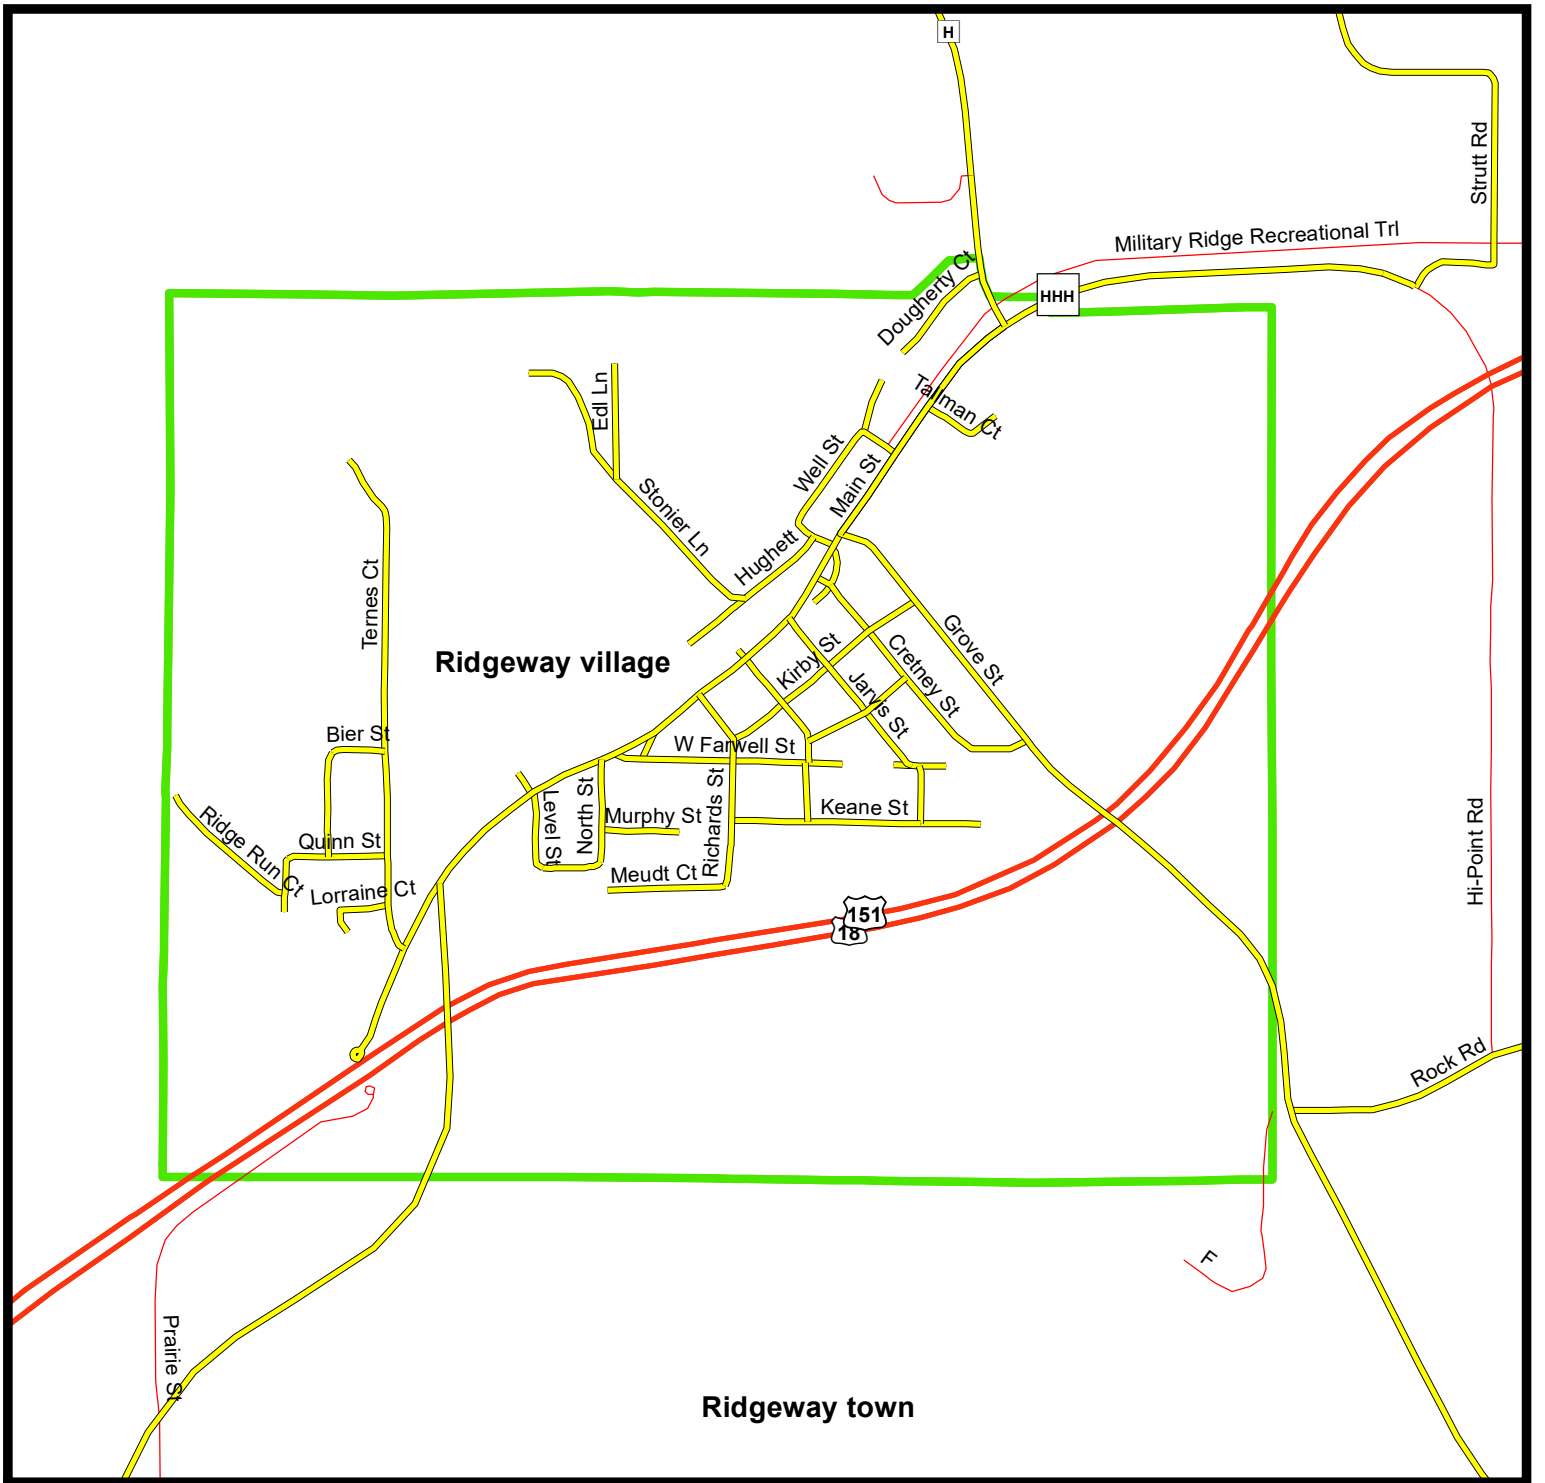 H
Strutt Rd
Military Ridge Recreational Trl
Dougherty Ct
HHH
Edl Ln
Tallman Ct
Well St
Main St
Stonier Ln
Hughett
Ternes Ct
Grove St
Ridgeway village
Kirby St
Cretney St
Jarvis St
Bier St
W Farwell St
Level St
North St
Murphy St
Richards St
Keane St
Ridge Run Ct
Quinn St
Lorraine Ct
Meudt Ct
Hi-Point Rd
151
18
Rock Rd
F
Prairie St
Ridgeway town